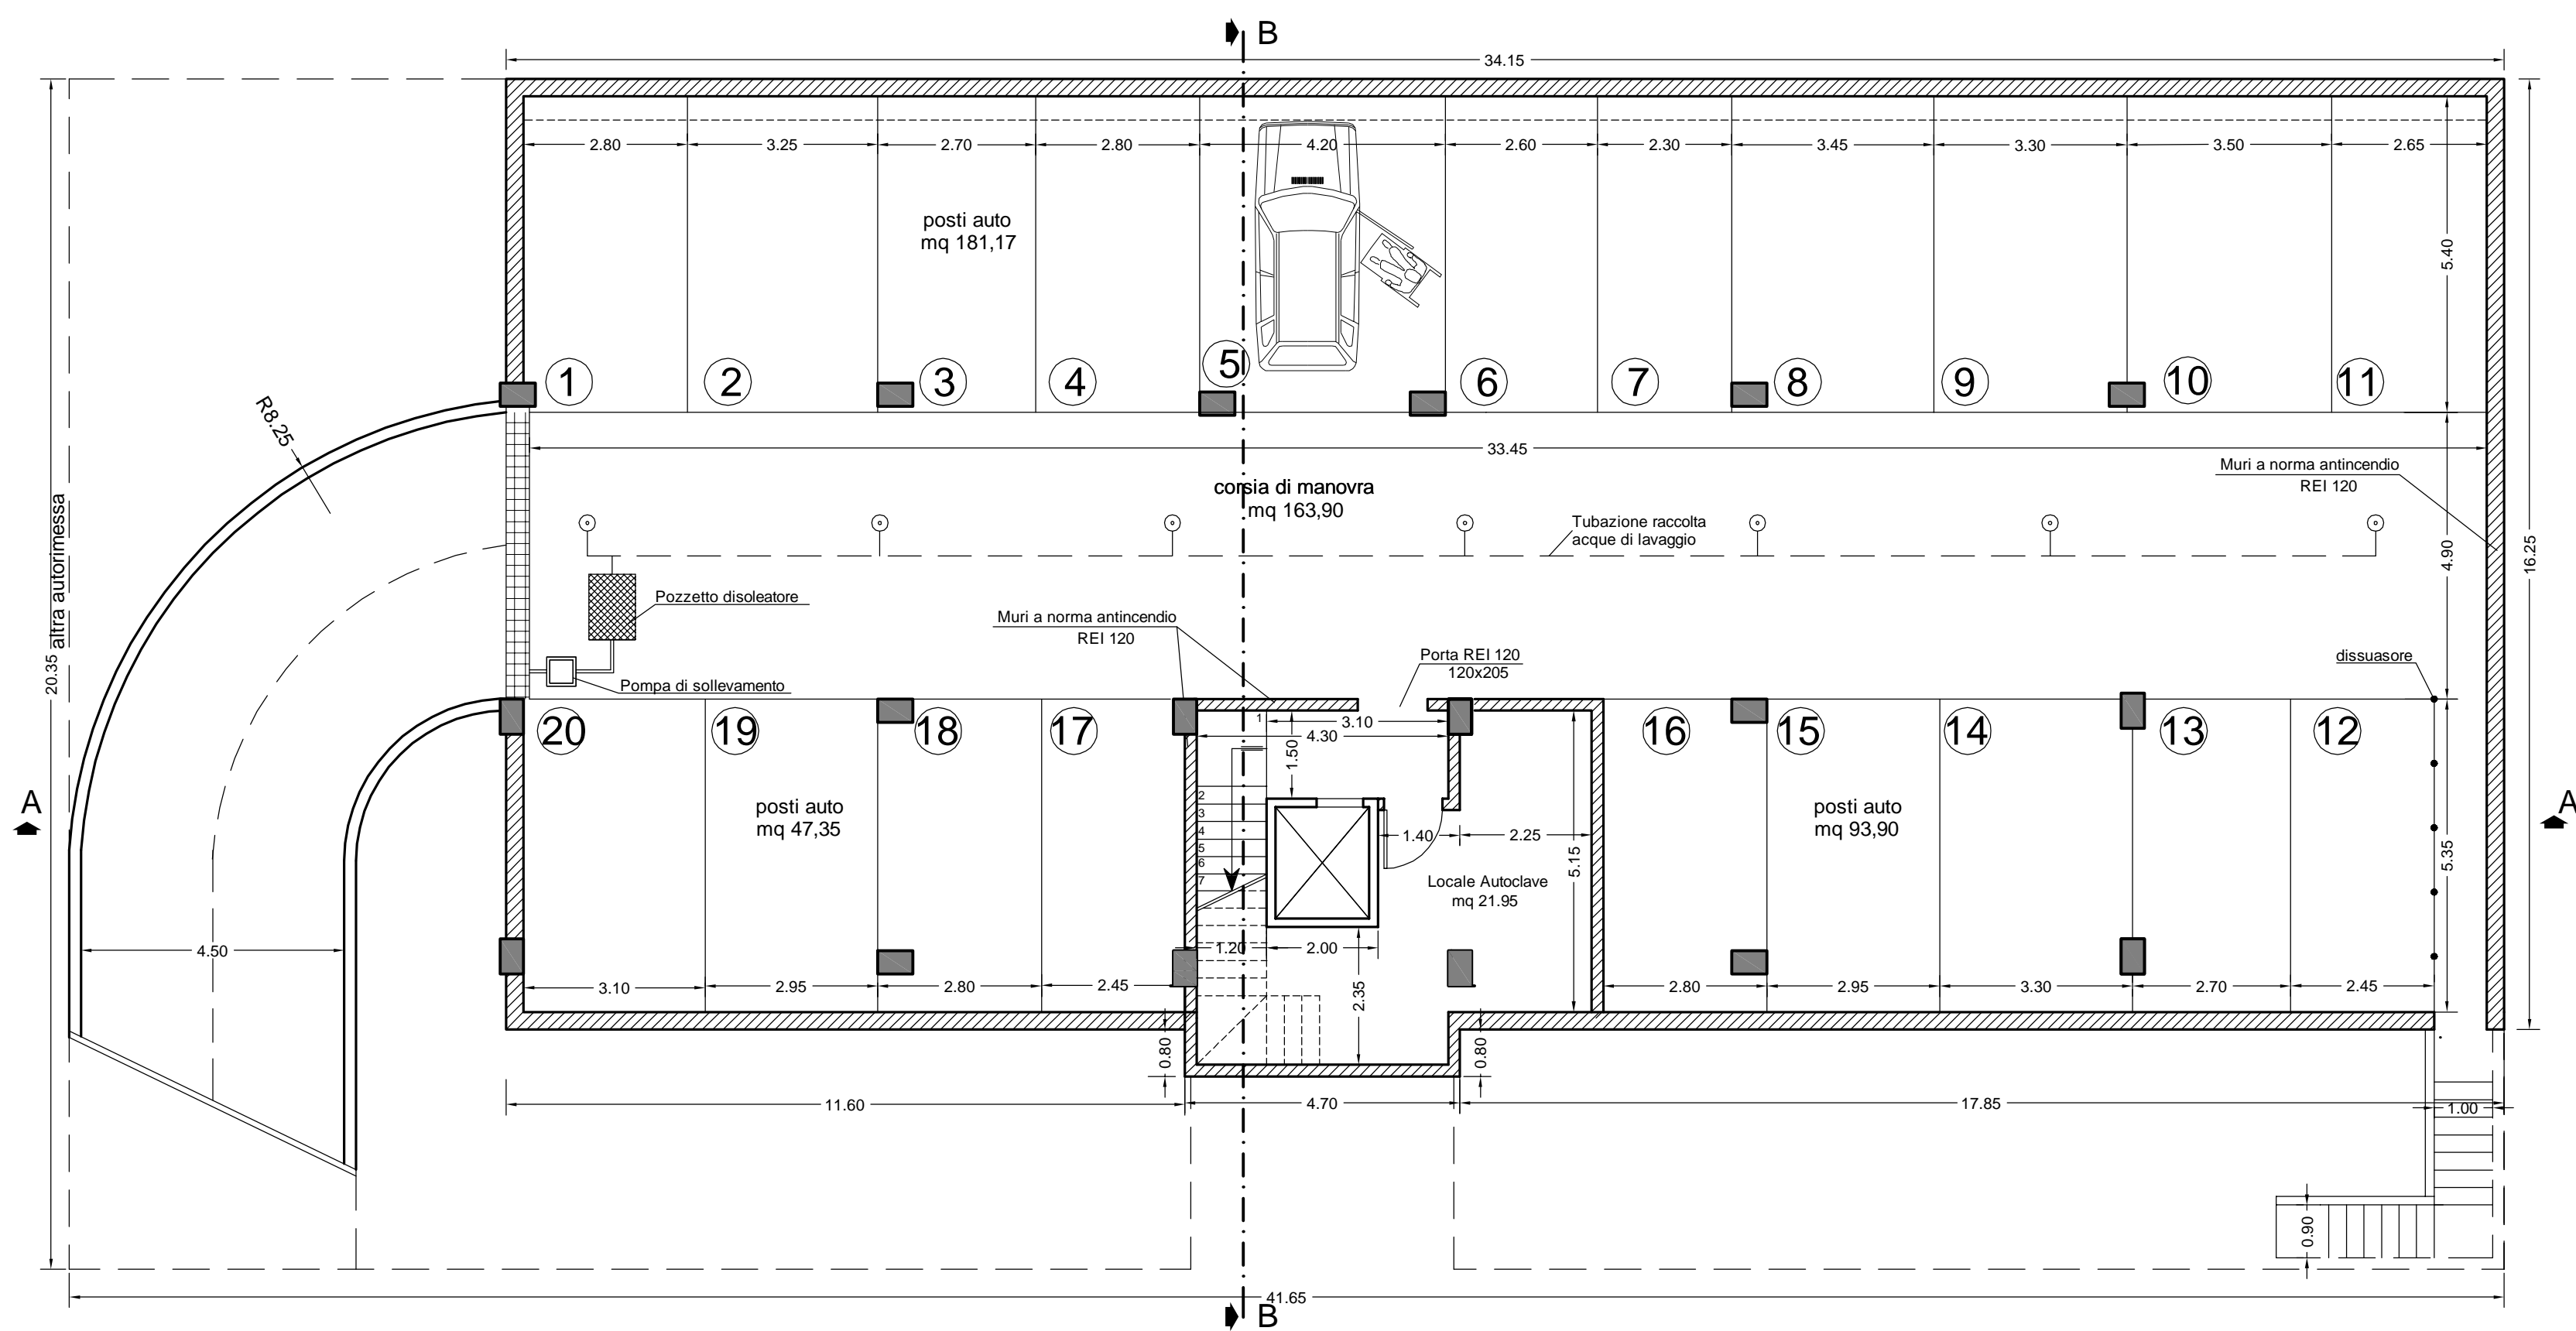 B
34.15
2.80
3.25
2.70
2.80
4.20
2.60
2.30
3.45
3.30
3.50
2.65
posti auto
mq 181,17
5.40
1
2
3
4
5
6
7
8
9
10
11
R8.25
33.45
Muri a norma antincendio
REI 120
corsia di manovra
mq 163,90
Tubazione raccolta
acque di lavaggio
4.90
16.25
altra autorimessa
20.35
Pozzetto disoleatore
Muri a norma antincendio
REI 120
Porta REI 120
120x205
dissuasore
Pompa di sollevamento
20
19
18
17
1
3.10
4.30
1.50
16
15
14
13
12
A
A
posti auto
mq 47,35
2
3
4
5
6
7
1.40
2.25
5.15
posti auto
mq 93,90
5.35
Locale Autoclave
mq 21.95
4.50
1.20
2.00
2.35
3.10
2.95
2.80
2.45
2.80
2.95
3.30
2.70
2.45
0.80
0.80
11.60
4.70
17.85
1.00
0.90
41.65
B